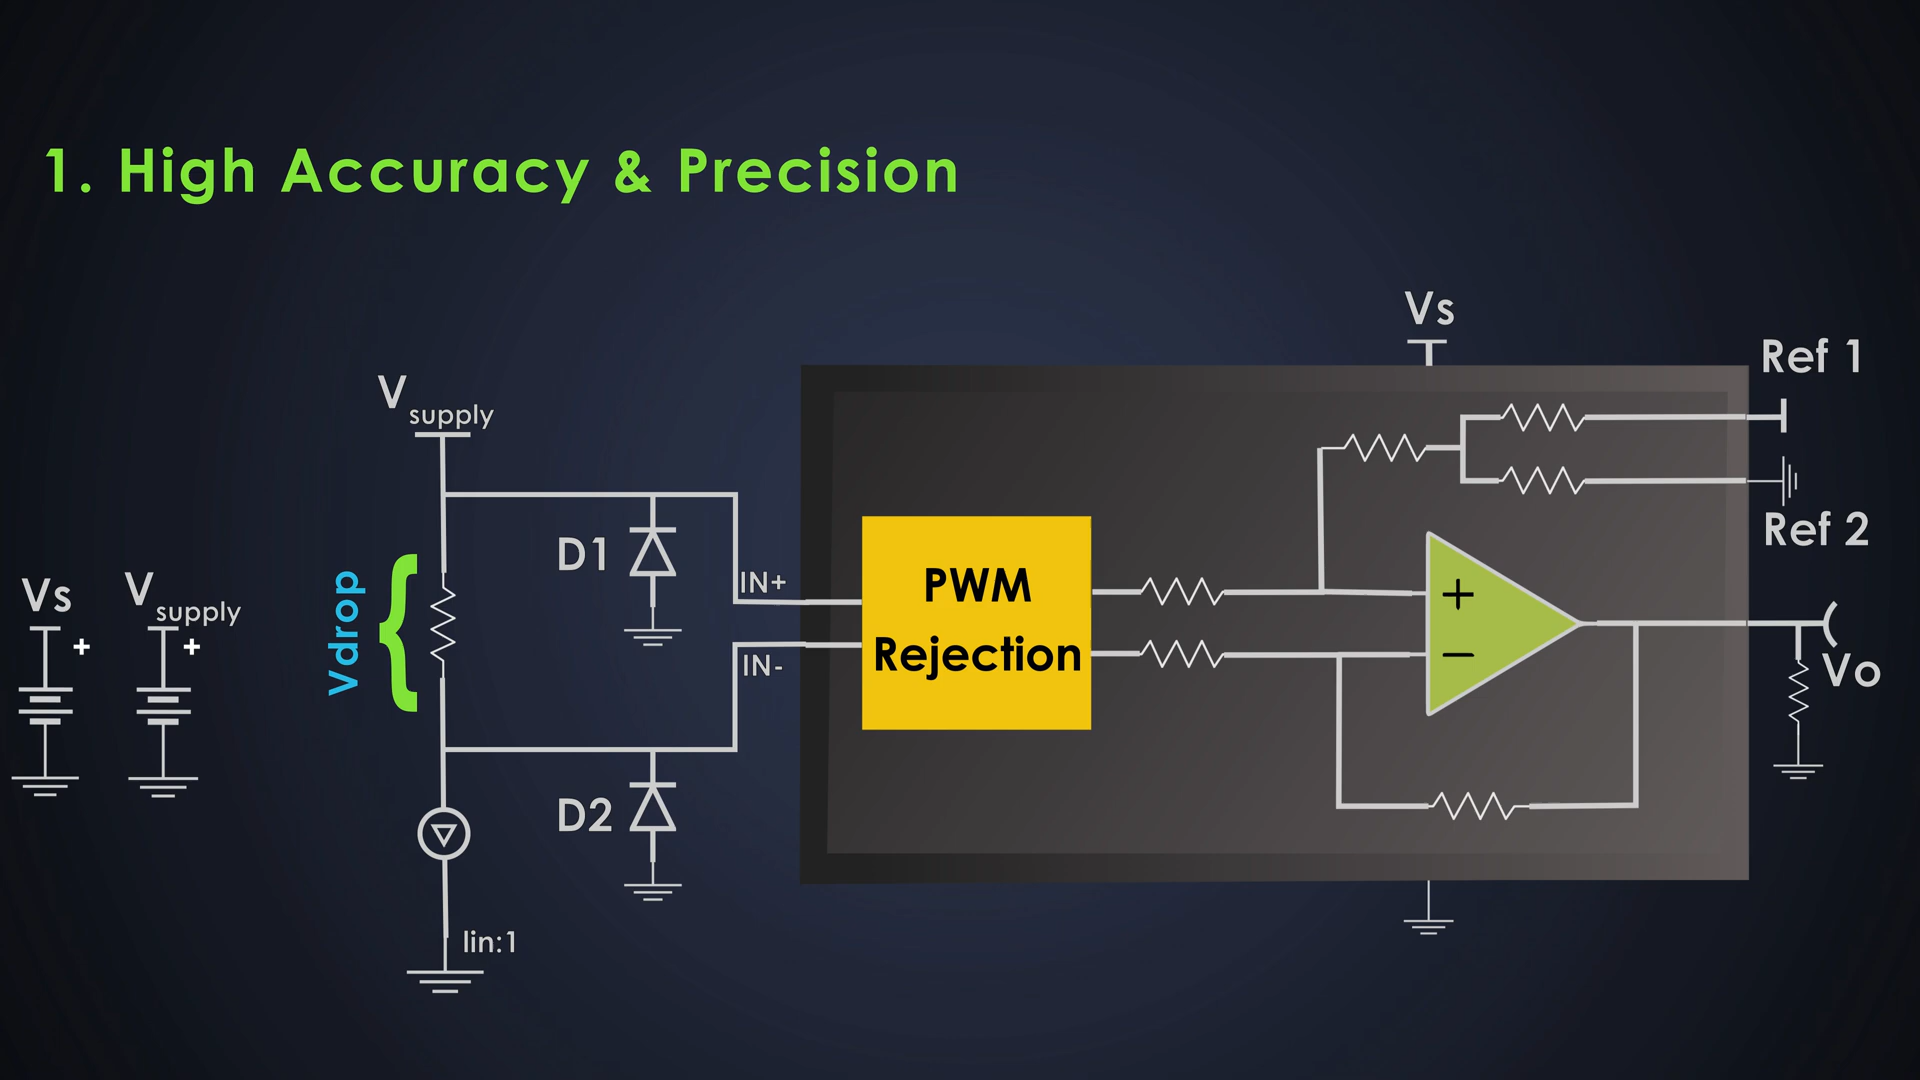 1. High Accuracy & Precision
Vs
Ref 1
V supply
D1
IN+
PWM
Rejection
Ref 2
Vs
+
V supply
+
Vdrop
IN-
+
−
Vo
D2
Iin:1